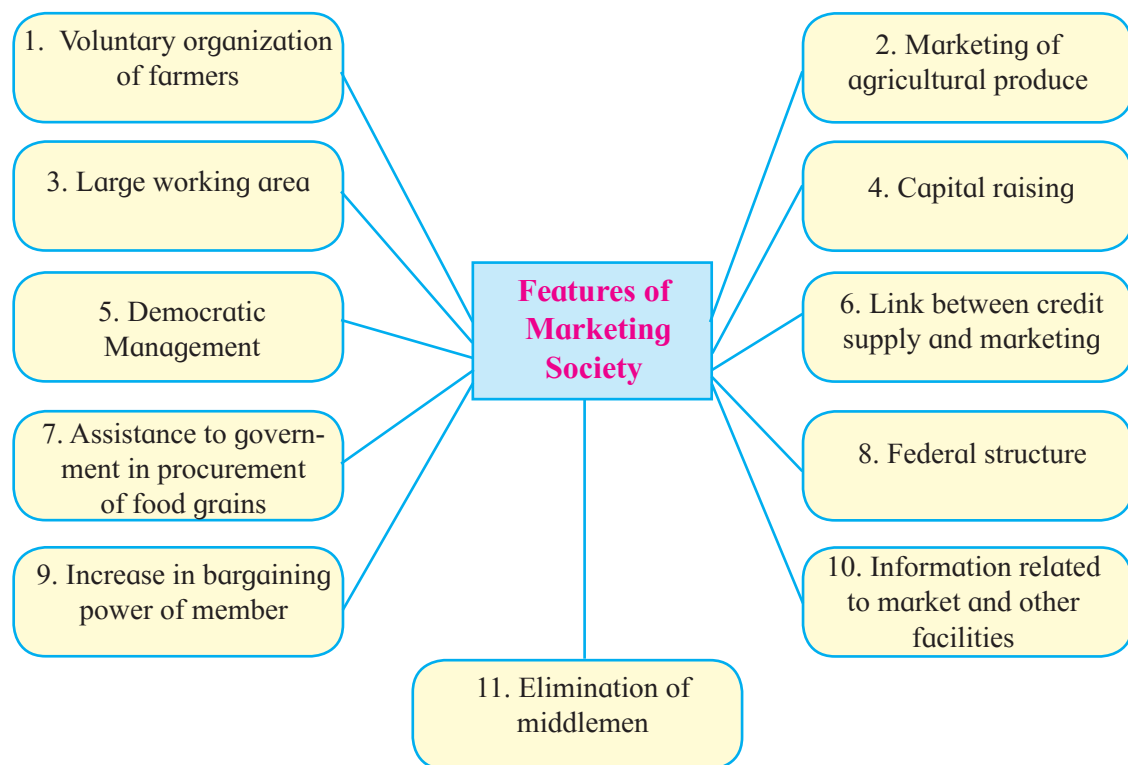 1. Voluntary organization
of farmers
2. Marketing of
agricultural produce
3. Large working area
4. Capital raising
Features of
Marketing
Society
5. Democratic
Management
6. Link between credit
supply and marketing
7. Assistance to govern-
ment in procurement
of food grains
8. Federal structure
9. Increase in bargaining
power of member
10. Information related
to market and other
facilities
11. Elimination of
middlemen